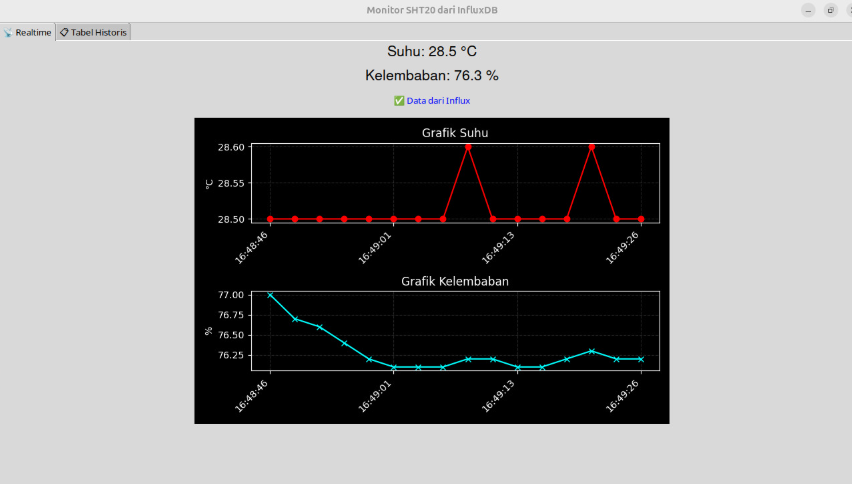 Monitor SHT20 dari InfluxDB
Realtime
Tabel Historis
Suhu: 28.5 °C
Kelembaban: 76.3 %
Data dari Influx
Grafik Suhu
28.60
28.55
28.50
°C
16:48:46
16:49:01
16:49:13
16:49:26
Grafik Kelembaban
77.00
76.75
76.50
76.25
%
16:48:46
16:49:01
16:49:13
16:49:26